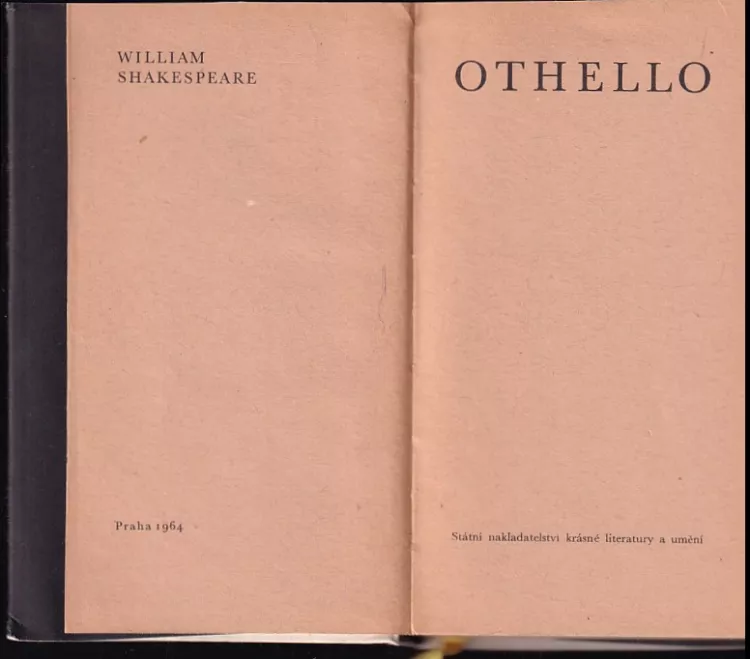 WILLIAM
SHAKESPEARE
Praha 1964
OTHELLO
Státní nakladatelství krásné literatury a umění